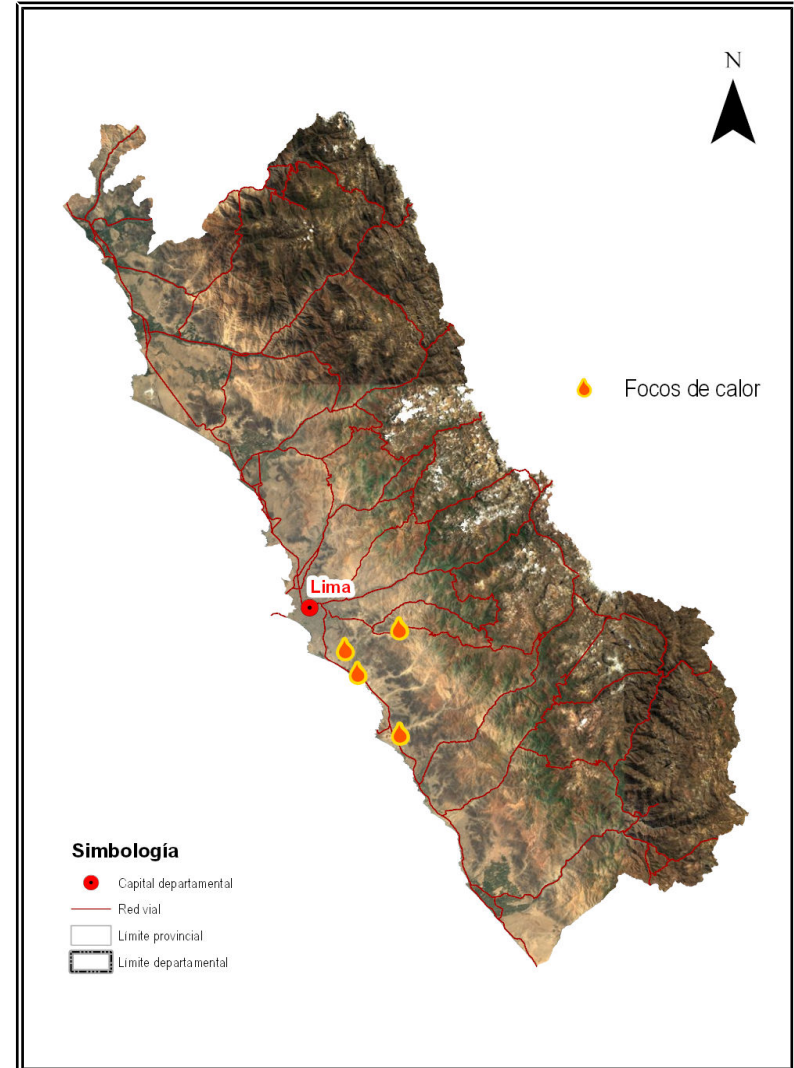 N
Focos de calor
Lima
Simbología
Capital departamental
Red vial
Límite provincial
Límite departamental